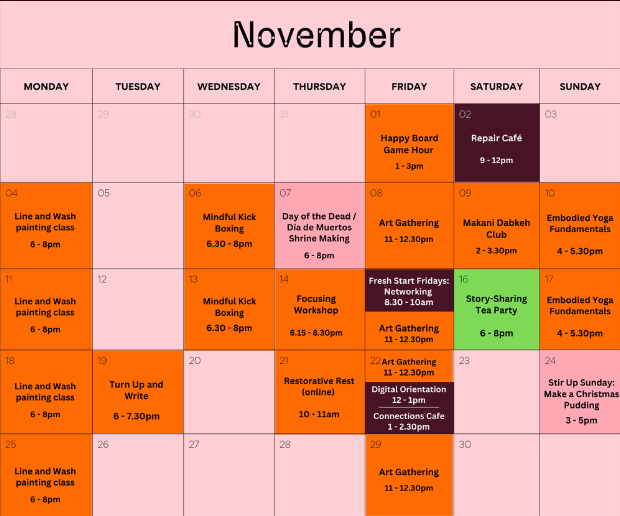 November
MONDAY TUESDAY WEDNESDAY THURSDAY FRIDAY SATURDAY SUNDAY
28
29
30
31
01
Happy Board
Game Hour
1 - 3pm
02
Repair Café
9 - 12pm
03
04
Line and Wash
painting class
6 - 8pm
05
06
Mindful Kick
Boxing
6.30 - 8pm
07
Day of the Dead /
Día de Muertos
Shrine Making
6 - 8pm
08
Art Gathering
11 - 12.30pm
09
Makani Dabkeh
Club
2 - 3.30pm
10
Embodied Yoga
Fundamentals
4 - 5.30pm
11
Line and Wash
painting class
6 - 8pm
12
13
Mindful Kick
Boxing
6.30 - 8pm
14
Focusing
Workshop
6.15 - 8.30pm
Fresh Start Fridays:
Networking
8.30 - 10am
Art Gathering
11 - 12.30pm
16
Story-Sharing
Tea Party
6 - 8pm
17
Embodied Yoga
Fundamentals
4 - 5.30pm
18
Line and Wash
painting class
6 - 8pm
19
Turn Up and
Write
6 - 7.30pm
20
21
Restorative Rest
(online)
10 - 11am
22 Art Gathering
11 - 12.30pm
Digital Orientation
12 - 1pm
Connections Cafe
1 - 2.30pm
23
24
Stir Up Sunday:
Make a Christmas
Pudding
3 - 5pm
25
Line and Wash
painting class
6 - 8pm
26
27
28
29
Art Gathering
11 - 12.30pm
30